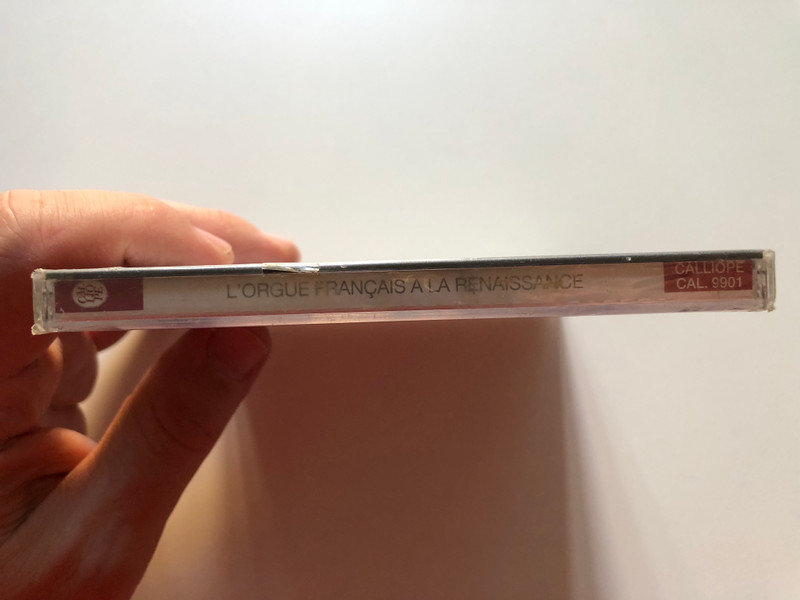 L'ORGUE FRANÇAIS A LA RENAISSANCE
CALLIOPE
CAL. 9901